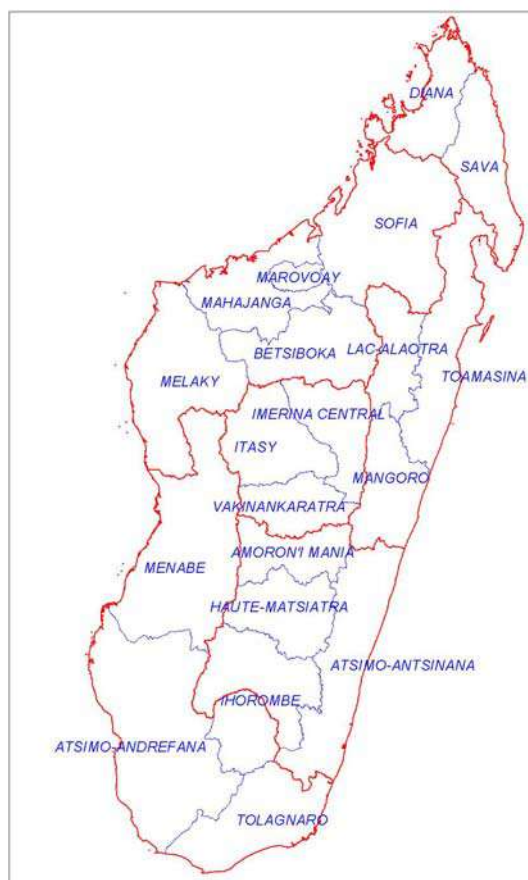 DIANA
SAVA
SOFIA
MAROVOAY
MAHAJANGA
BETSIBOKA
LAC-ALAOTRA
TOAMASINA
MELAKY
IMERINA CENTRAL
ITASY
MANGORO
VAKINANKARATRA
AMORON'I MANIA
MENABE
HAUTE-MATSIATRA
ATSIMO-ANTSINANA
IHOROMBE
ATSIMO-ANDREFANA
TOLAGNARO